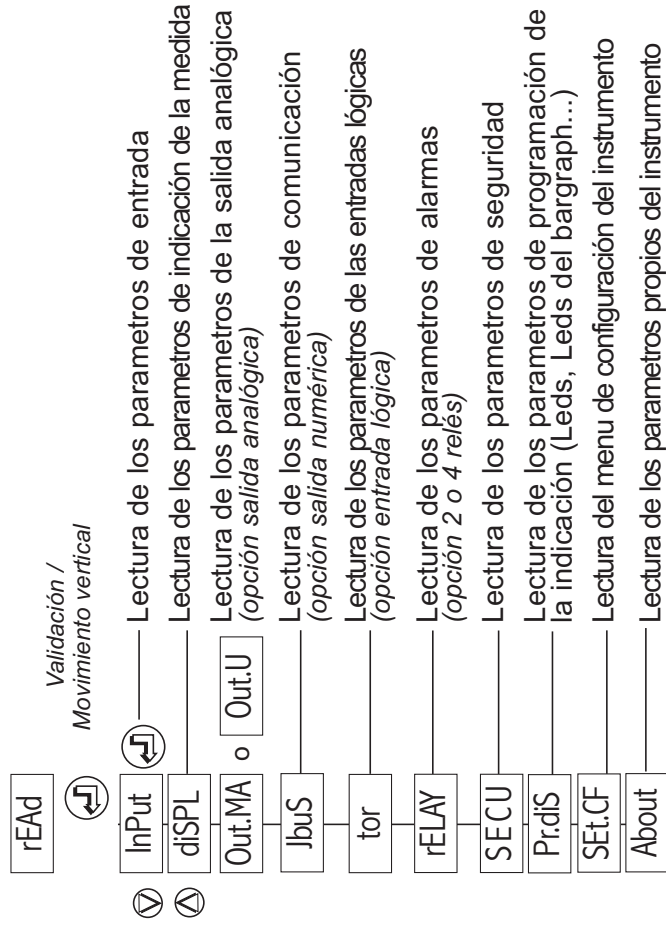 rEAd
Validación /
Movimiento vertical
InPut
Lectura de los parametros de entrada
diSPL
Lectura de los parametros de indicación de la medida
Out.MA o Out.U
Lectura de los parametros de la salida analógica
(opción salida analógica)
JbuS
Lectura de los parametros de comunicación
(opción salida numérica)
tor
Lectura de los parametros de las entradas lógicas
(opción entrada lógica)
rELAY
Lectura de los parametros de alarmas
(opción 2 o 4 relés)
SECU
Lectura de los parametros de seguridad
Pr.diS
Lectura de los parametros de programación de
la indicación (Leds, Leds del bargraph...)
SEt.CF
Lectura del menu de configuración del instrumento
About
Lectura de los parametros propios del instrumento